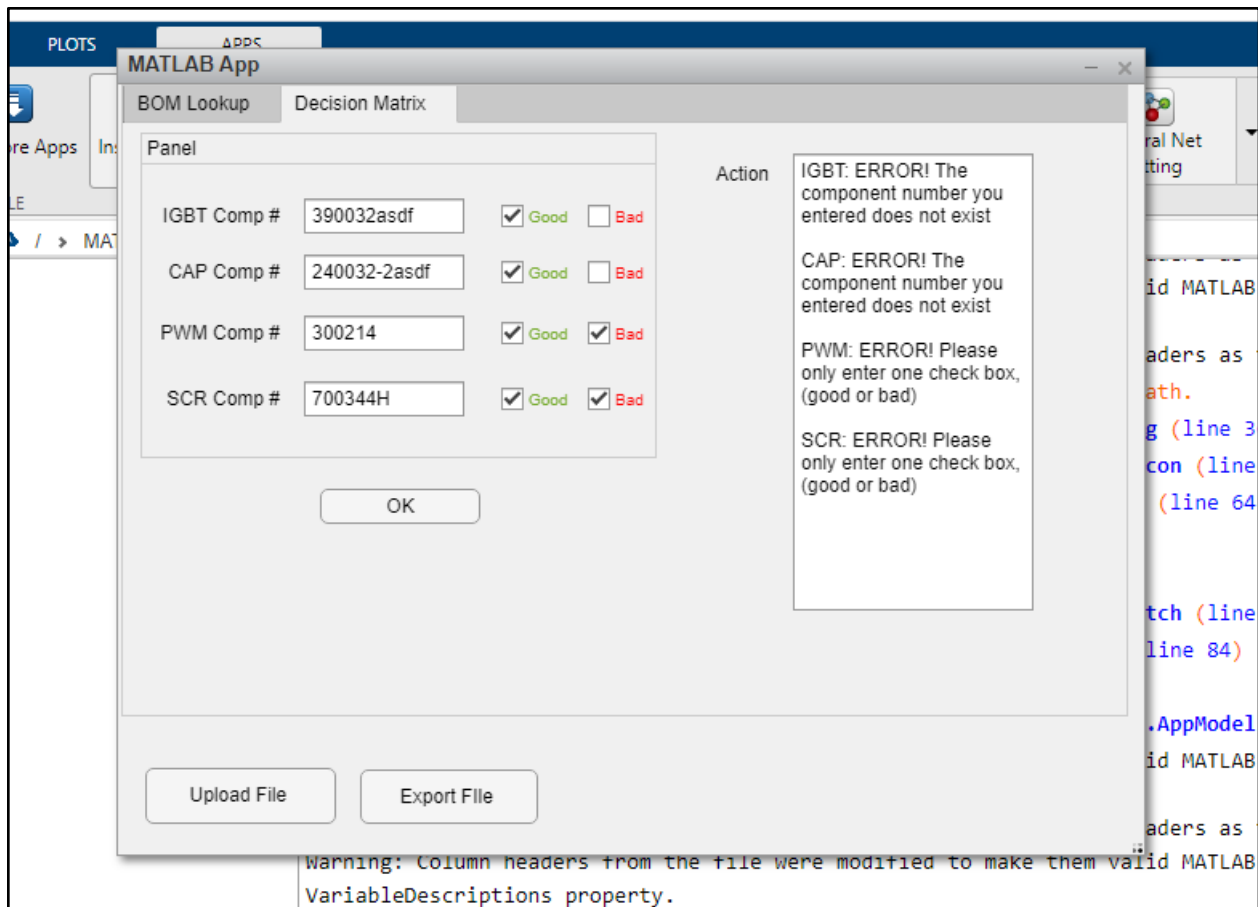 PLOTS
APPS
MATLAB App
BOM Lookup
Decision Matrix
Panel
IGBT Comp #
390032asdf
Good
Bad
CAP Comp #
240032-2asdf
Good
Bad
PWM Comp #
300214
Good
Bad
SCR Comp #
700344H
Good
Bad
OK
Action
IGBT: ERROR! The
component number you
entered does not exist
CAP: ERROR! The
component number you
entered does not exist
PWM: ERROR! Please
only enter one check box,
(good or bad)
SCR: ERROR! Please
only enter one check box,
(good or bad)
Upload File
Export FIle
Apps
Net
/ > MAT
id MATLAB
aders as
ath.
g (line 3
con (line
(line 64
tch (line
line 84)
.AppModel
id MATLAB
aders as
Warning: Column headers from the file were modified to make them valid MATLAB
VariableDescriptions property.